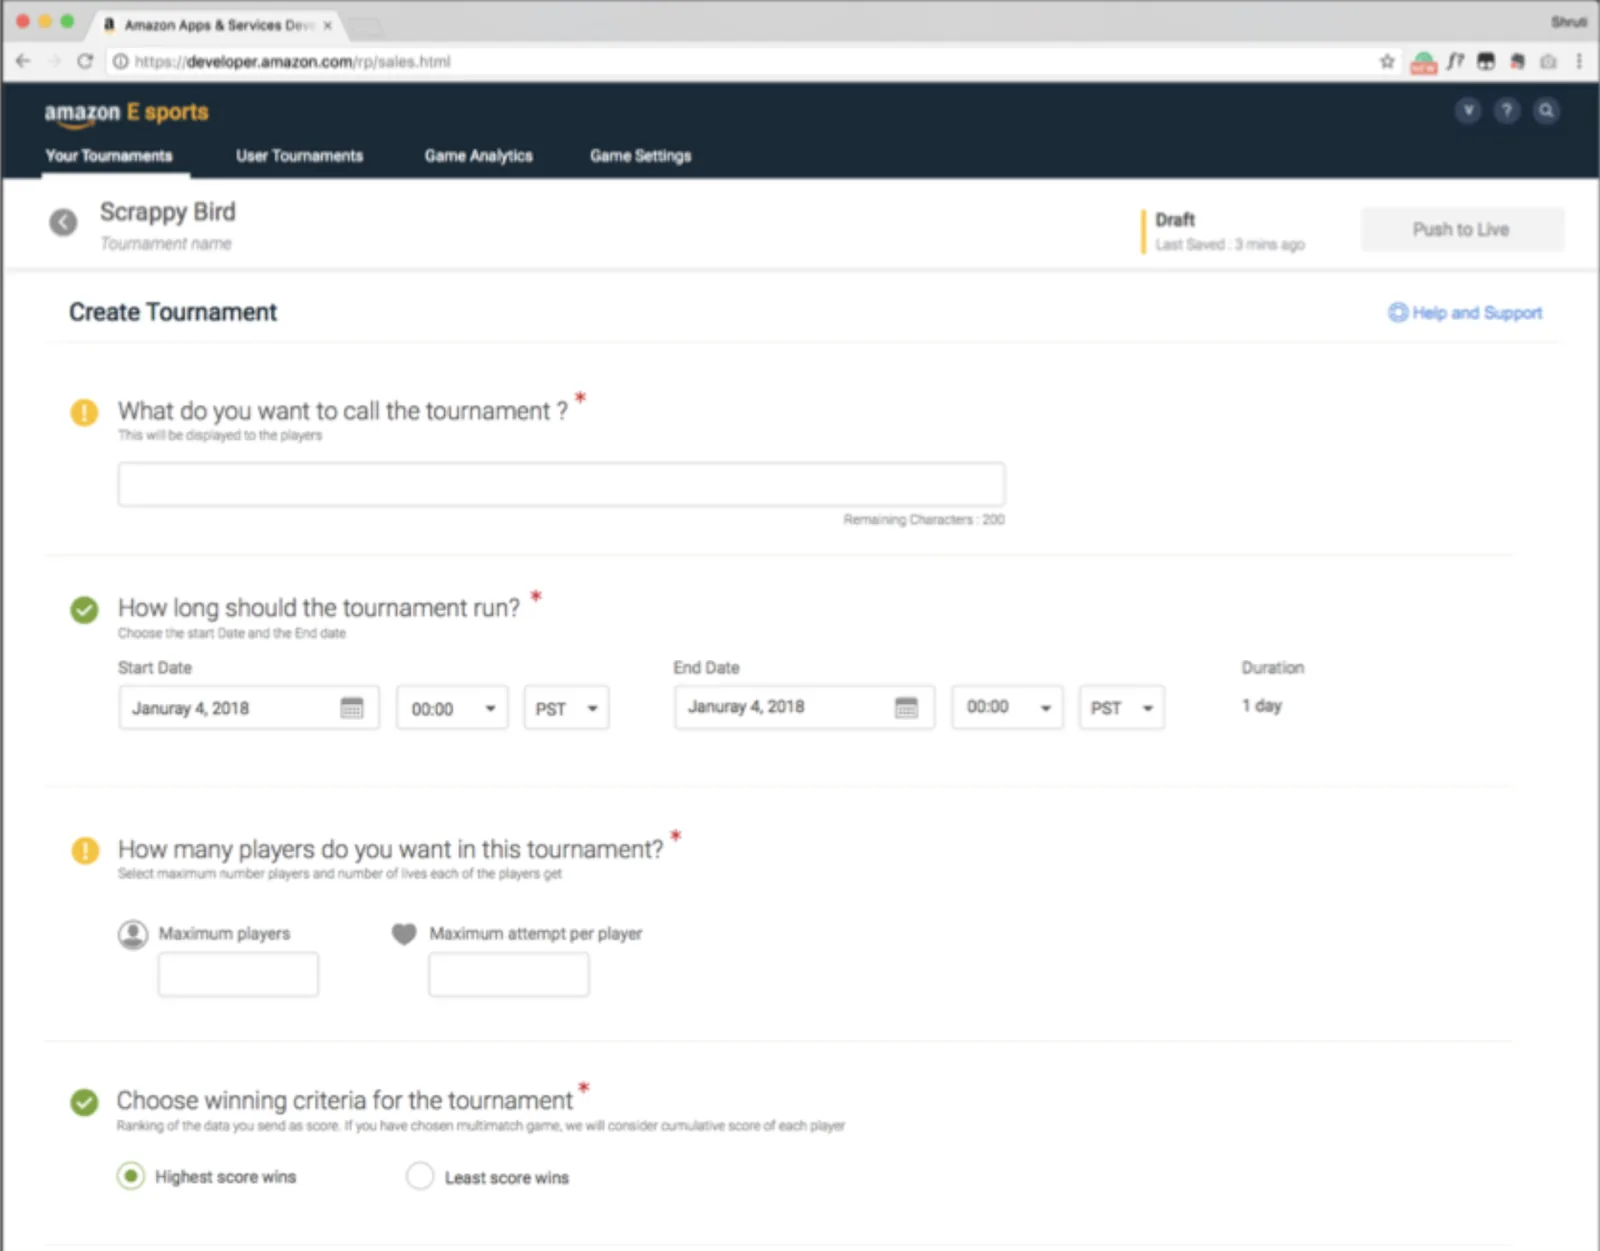 Amazon Apps & Services Dev
Shruti
https://developer.amazon.com/rp/sales.html
amazon E sports
Your Tournaments
User Tournaments
Game Analytics
Game Settings
Scrappy Bird
Tournament name
Draft
Last Saved : 3 mins ago
Push to Live
Create Tournament
Help and Support
What do you want to call the tournament ? *
This will be displayed to the players
Remaining Characters : 200
How long should the tournament run? *
Choose the start Date and the End date
Start Date
End Date
Duration
Januray 4, 2018
00:00
PST
Januray 4, 2018
00:00
PST
1 day
How many players do you want in this tournament? *
Select maximum number players and number of lives each of the players get
Maximum players
Maximum attempt per player
Choose winning criteria for the tournament *
Ranking of the data you send as score. If you have chosen multimatch game, we will consider cumulative score of each player
Highest score wins
Least score wins